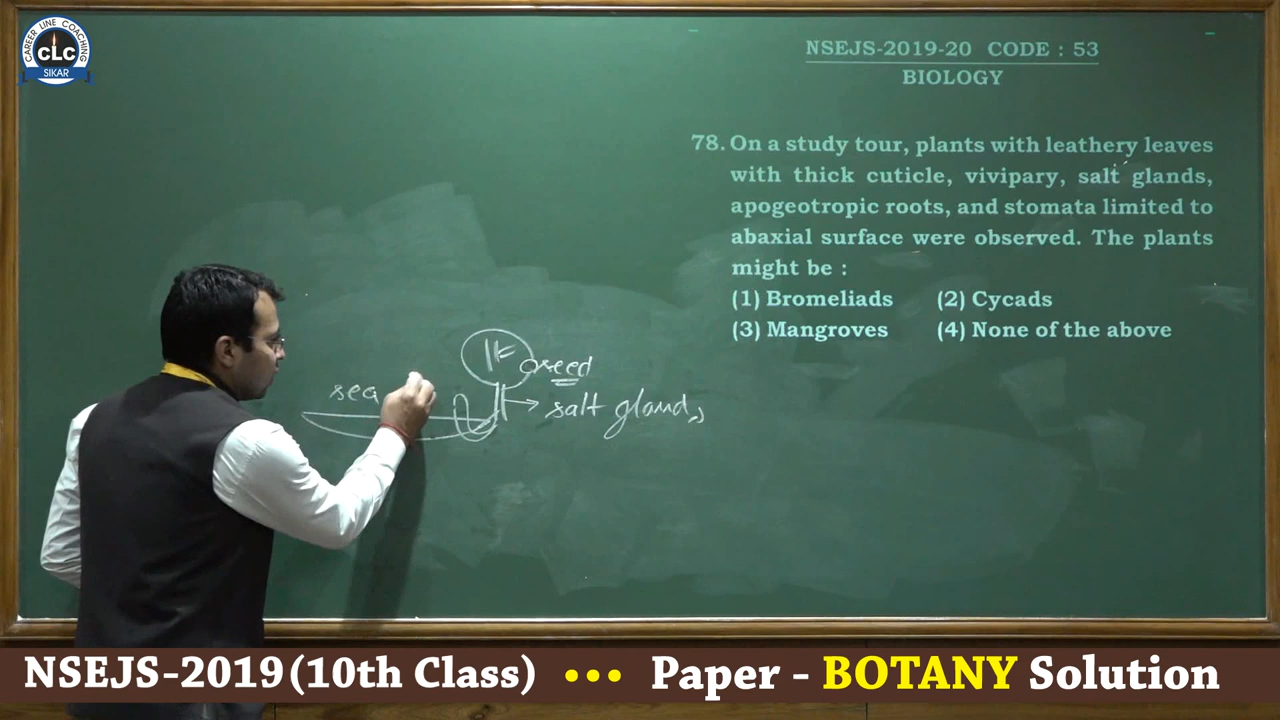 CAREER LINE COACHING
CLC
SIKAR
NSEJS-2019-20 CODE : 53
BIOLOGY
78. On a study tour, plants with leathery leaves
with thick cuticle, vivipary, salt glands,
apogeotropic roots, and stomata limited to
abaxial surface were observed. The plants
might be :
(1) Bromeliads (2) Cycads
(3) Mangroves (4) None of the above
seed
sea
salt glands
NSEJS-2019(10th Class) ••• Paper - BOTANY Solution